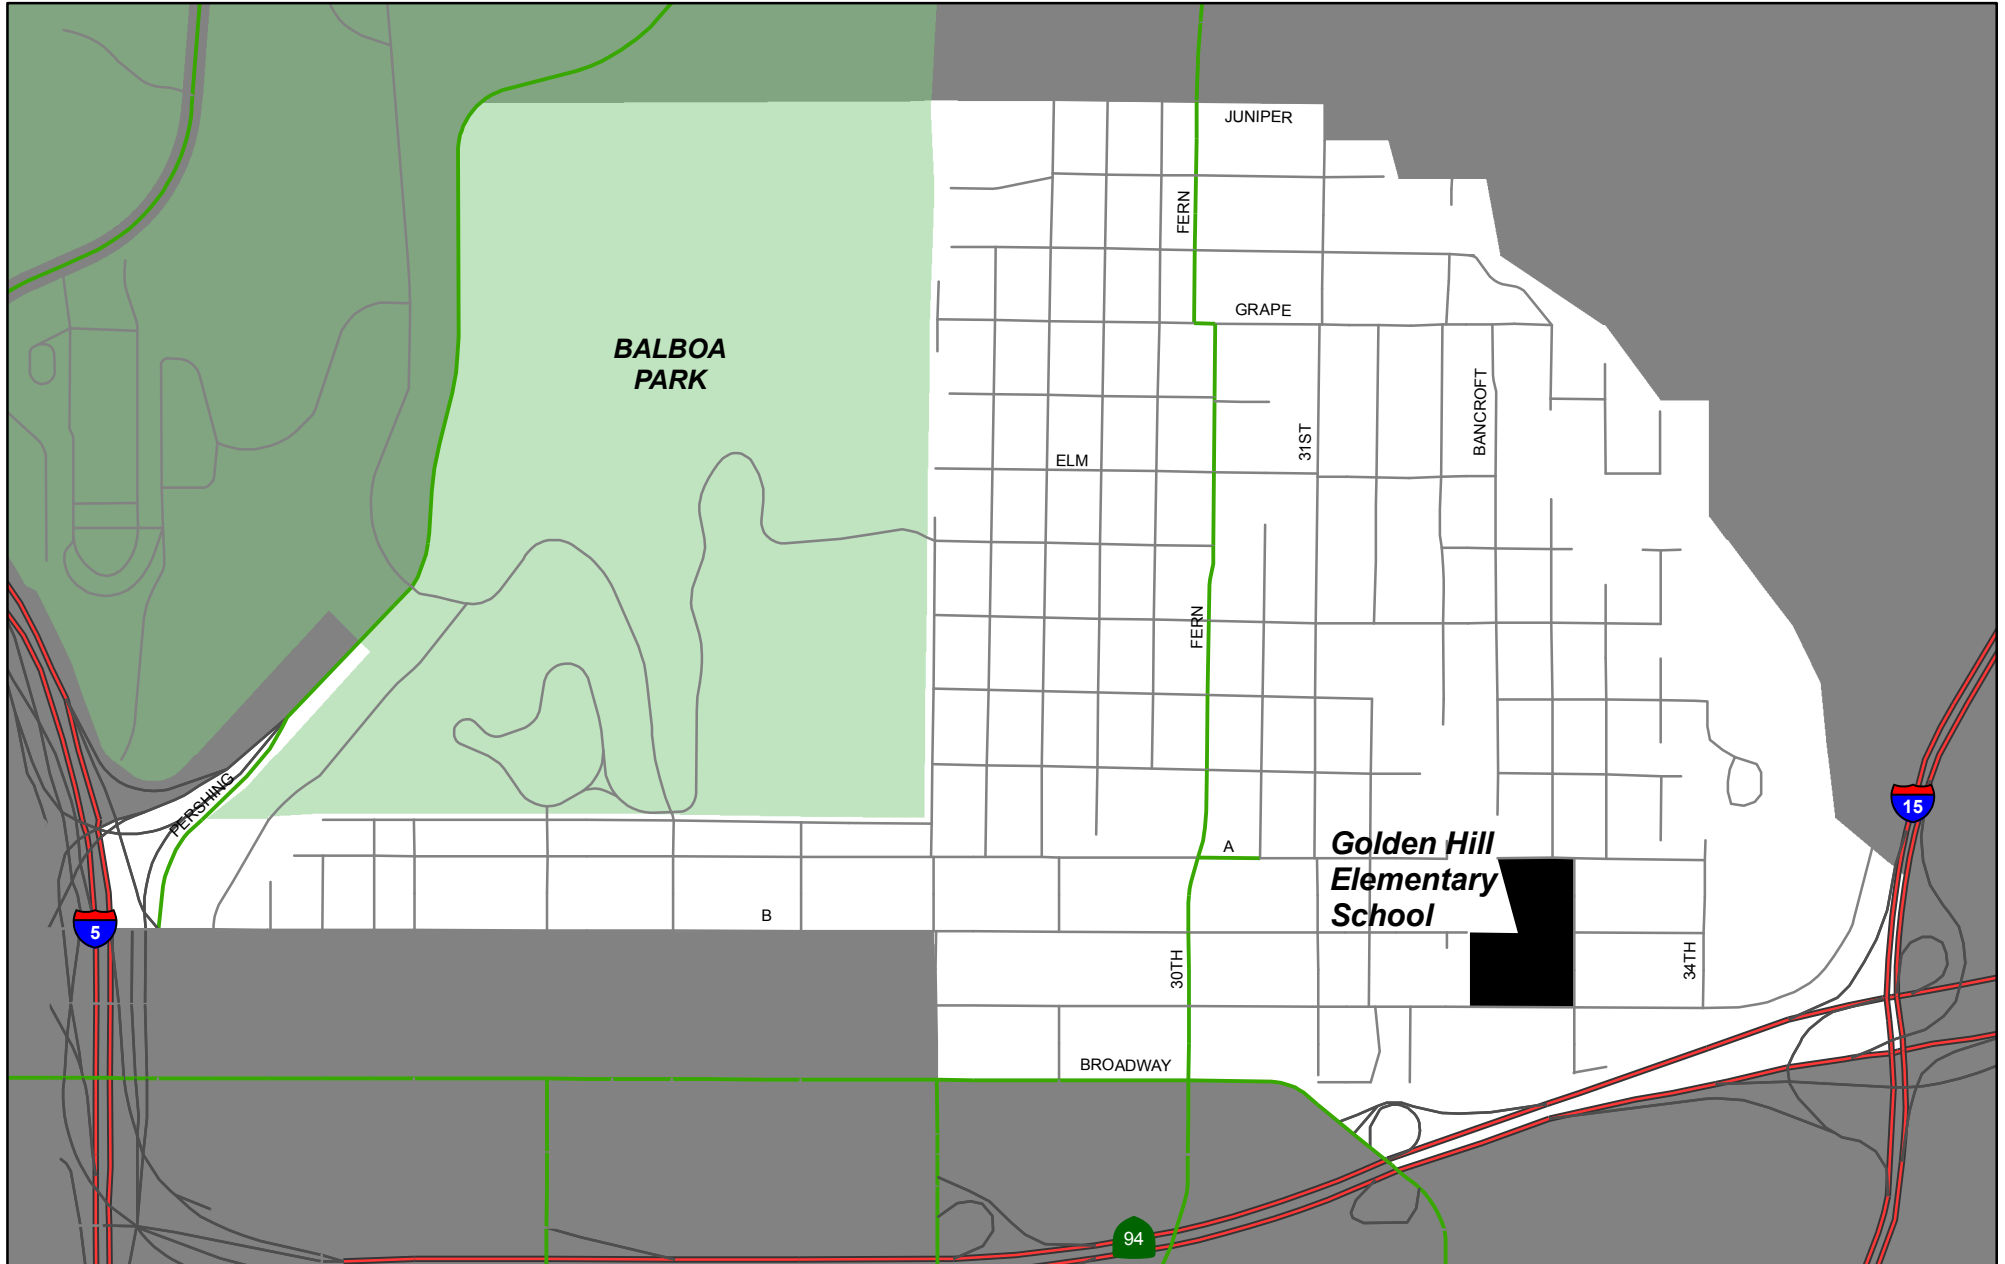 JUNIPER
FERN
GRAPE
BALBOA
PARK
BANCROFT
31ST
ELM
FERN
PERSHING
15
A
Golden Hill
Elementary
School
B
5
30TH
34TH
BROADWAY
94